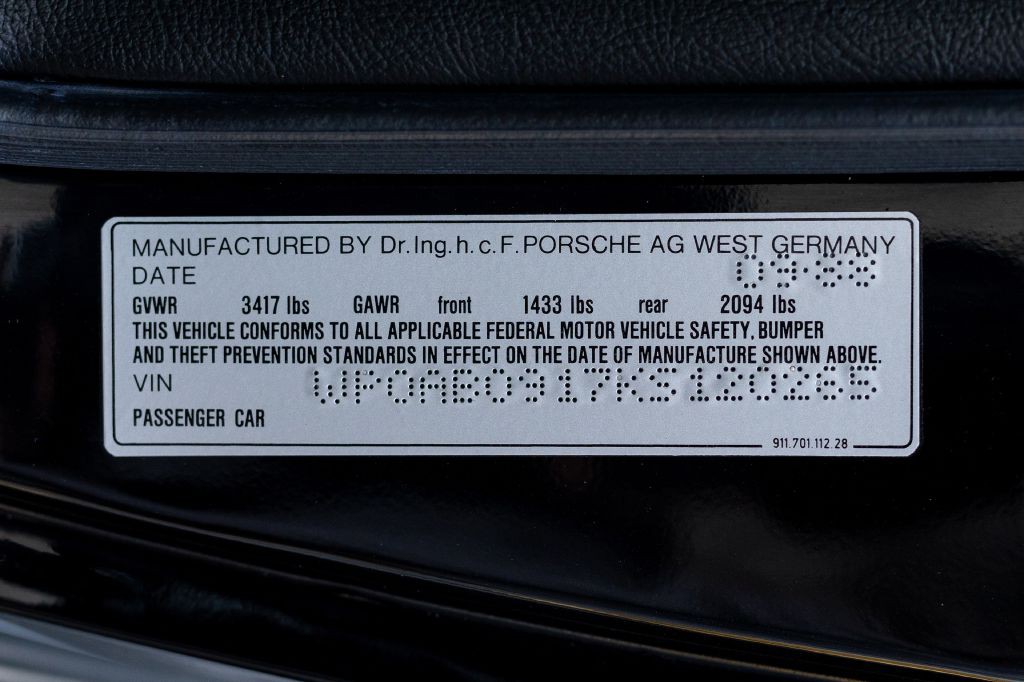 MANUFACTURED BY Dr.Ing.h.c.F.PORSCHE AG WEST GERMANY
DATE 09·88
GVWR 3417 lbs GAWR front 1433 lbs rear 2094 lbs
THIS VEHICLE CONFORMS TO ALL APPLICABLE FEDERAL MOTOR VEHICLE SAFETY, BUMPER
AND THEFT PREVENTION STANDARDS IN EFFECT ON THE DATE OF MANUFACTURE SHOWN ABOVE.
VIN WP0AB0917KS120265
PASSENGER CAR
911.701.112.28